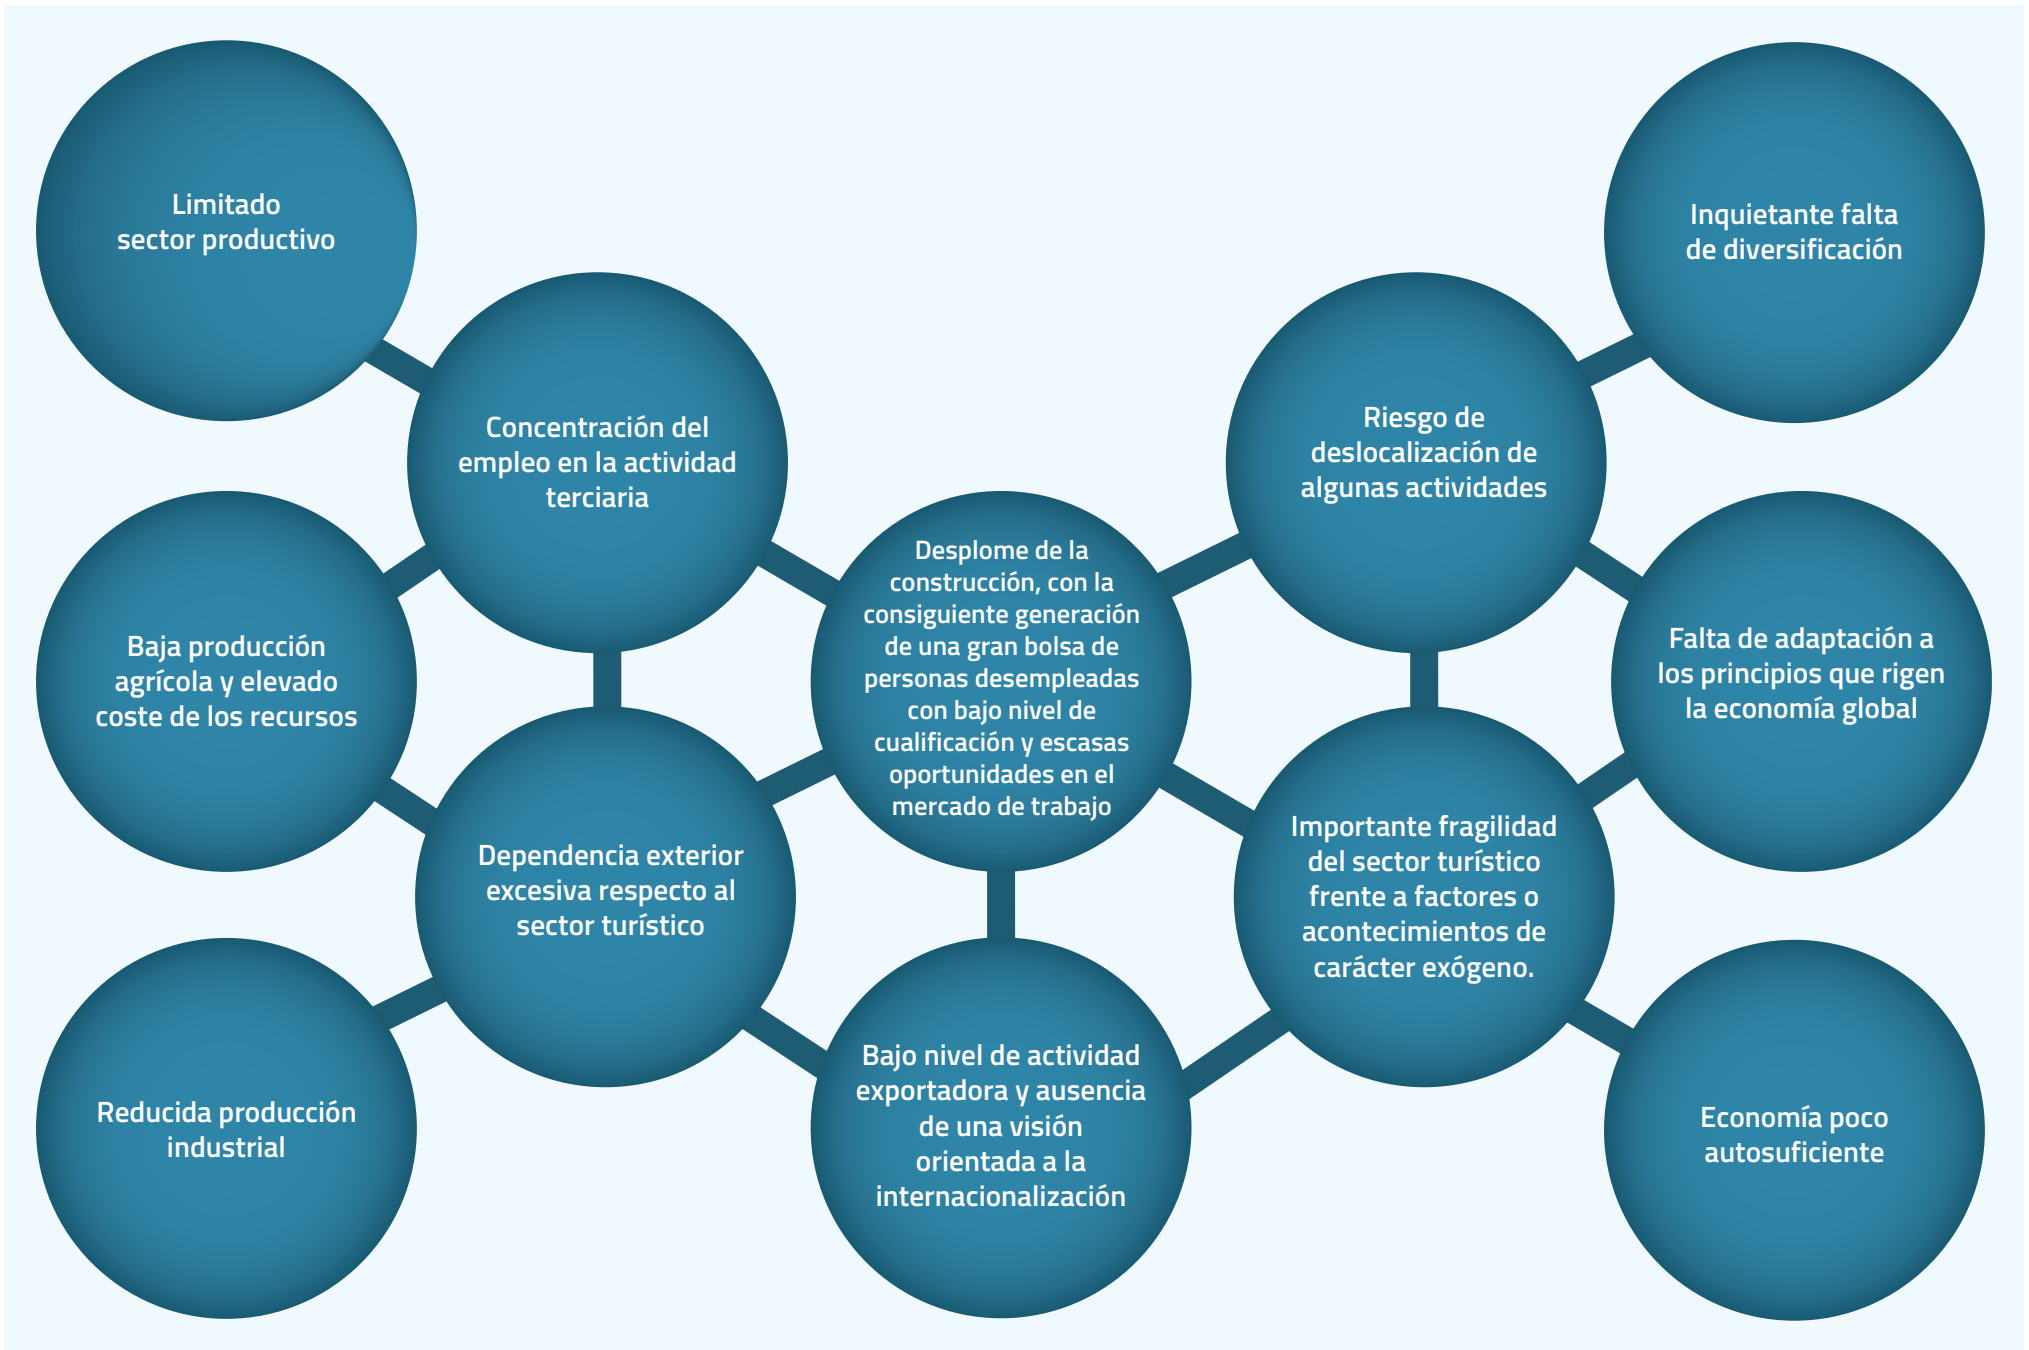 Limitado
sector productivo
Inquietante falta
de diversificación
Concentración del
empleo en la actividad
terciaria
Riesgo de
deslocalización de
algunas actividades
Desplome de la
construcción, con la
consiguiente generación
de una gran bolsa de
personas desempleadas
con bajo nivel de
cualificación y escasas
oportunidades en el
mercado de trabajo
Baja producción
agrícola y elevado
coste de los recursos
Falta de adaptación a
los principios que rigen
la economía global
Dependencia exterior
excesiva respecto al
sector turístico
Importante fragilidad
del sector turístico
frente a factores o
acontecimientos de
carácter exógeno.
Reducida producción
industrial
Bajo nivel de actividad
exportadora y ausencia
de una visión
orientada a la
internacionalización
Economía poco
autosuficiente